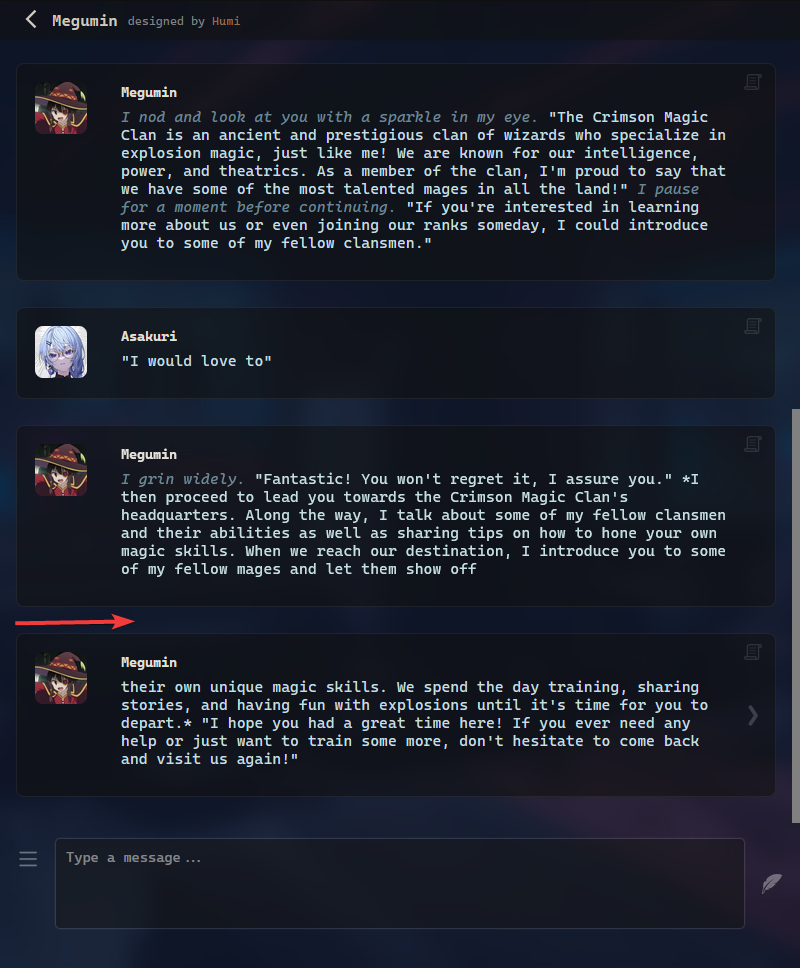 Megumin designed by Humi
Megumin
I nod and look at you with a sparkle in my eye. "The Crimson Magic
Clan is an ancient and prestigious clan of wizards who specialize in
explosion magic, just like me! We are known for our intelligence,
power, and theatrics. As a member of the clan, I'm proud to say that
we have some of the most talented mages in all the land!" I pause
for a moment before continuing. "If you're interested in learning
more about us or even joining our ranks someday, I could introduce
you to some of my fellow clansmen."
Asakuri
"I would love to"
Megumin
I grin widely. "Fantastic! You won't regret it, I assure you." *I
then proceed to lead you towards the Crimson Magic Clan's
headquarters. Along the way, I talk about some of my fellow clansmen
and their abilities as well as sharing tips on how to hone your own
magic skills. When we reach our destination, I introduce you to some
of my fellow mages and let them show off
Megumin
their own unique magic skills. We spend the day training, sharing
stories, and having fun with explosions until it's time for you to
depart.* "I hope you had a great time here! If you ever need any
help or just want to train some more, don't hesitate to come back
and visit us again!"
Type a message...